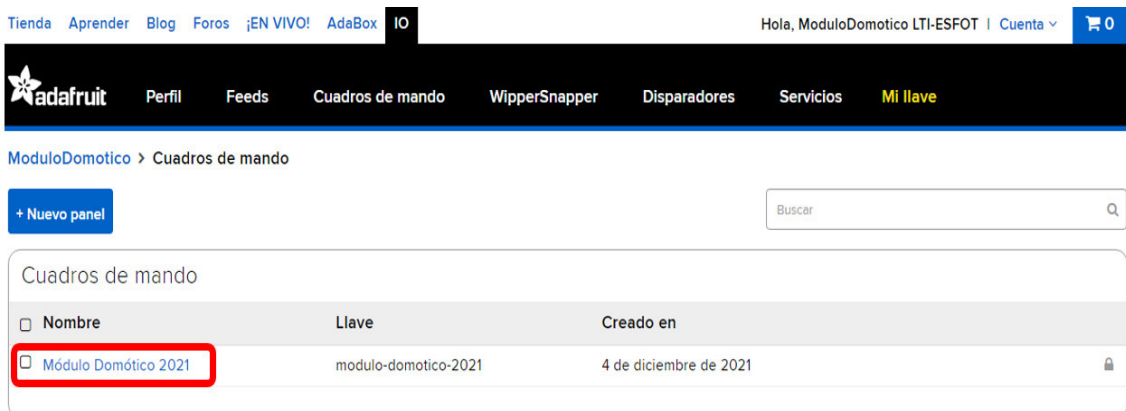 Tienda Aprender Blog Foros ¡EN VIVO! AdaBox IO Hola, ModuloDomotico LTI-ESFOT | Cuenta 0
adafruit Perfil Feeds Cuadros de mando WipperSnapper Disparadores Servicios Mi llave
ModuloDomotico > Cuadros de mando
+ Nuevo panel Buscar
Cuadros de mando
Nombre Llave Creado en
Módulo Domótico 2021 modulo-domotico-2021 4 de diciembre de 2021